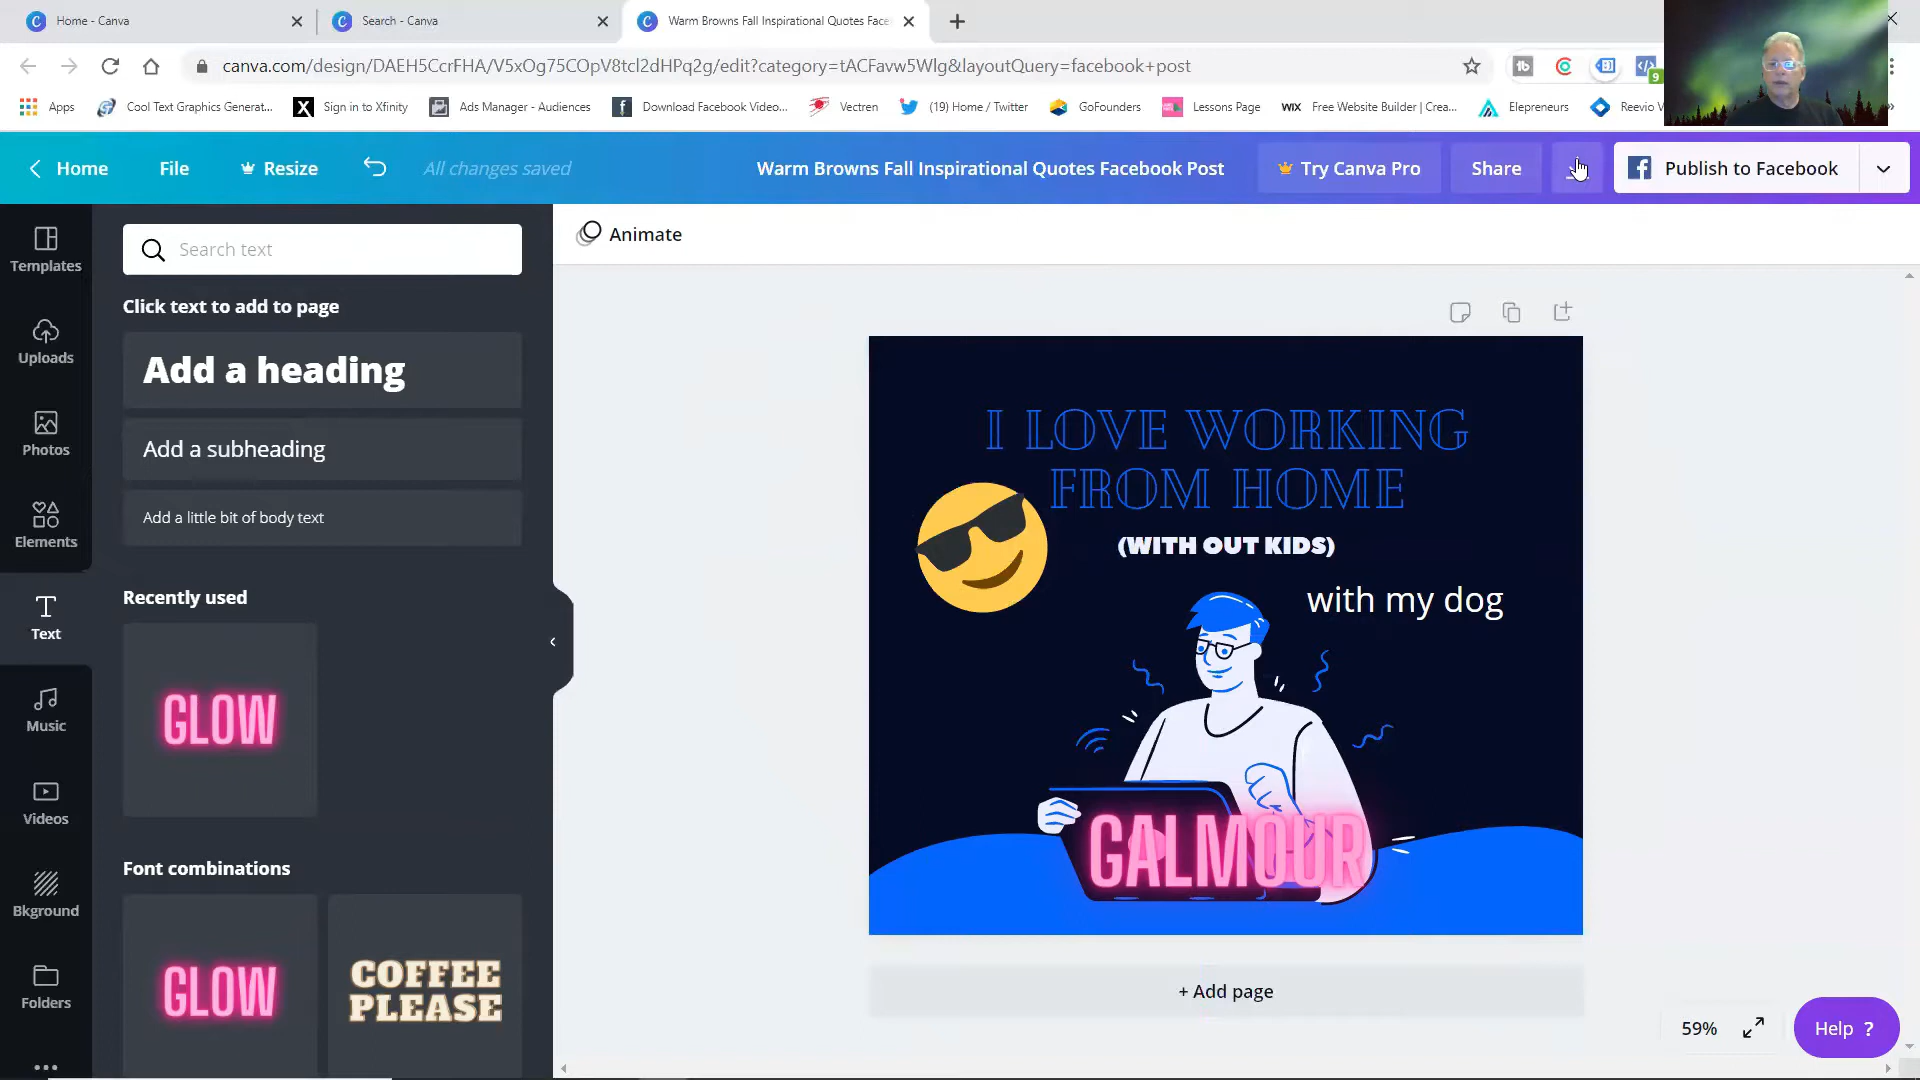 Home - Canva
Search - Canva
Warm Browns Fall Inspirational Quotes Face
canva.com/design/DAEH5CcrFHA/V5xOg75COpV8tcl2dHPq2g/edit?category=tACFavw5Wlg&layoutQuery=facebook+post
9
Apps
Cool Text Graphics Generat...
Sign in to Xfinity
Ads Manager - Audiences
Download Facebook Video...
Vectren
(19) Home / Twitter
GoFounders
Lessons Page
WIX Free Website Builder | Crea...
Elepreneurs
Reevio V
Home
File
Resize
All changes saved
Warm Browns Fall Inspirational Quotes Facebook Post
Try Canva Pro
Share
Publish to Facebook
Templates
Uploads
Photos
Elements
Text
Music
Videos
Bkground
Folders
Search text
Click text to add to page
Add a heading
Add a subheading
Add a little bit of body text
Recently used
GLOW
Font combinations
GLOW
COFFEE
PLEASE
Animate
I LOVE WORKING
FROM HOME
(WITH OUT KIDS)
with my dog
GALMOUR
+ Add page
59%
Help ?